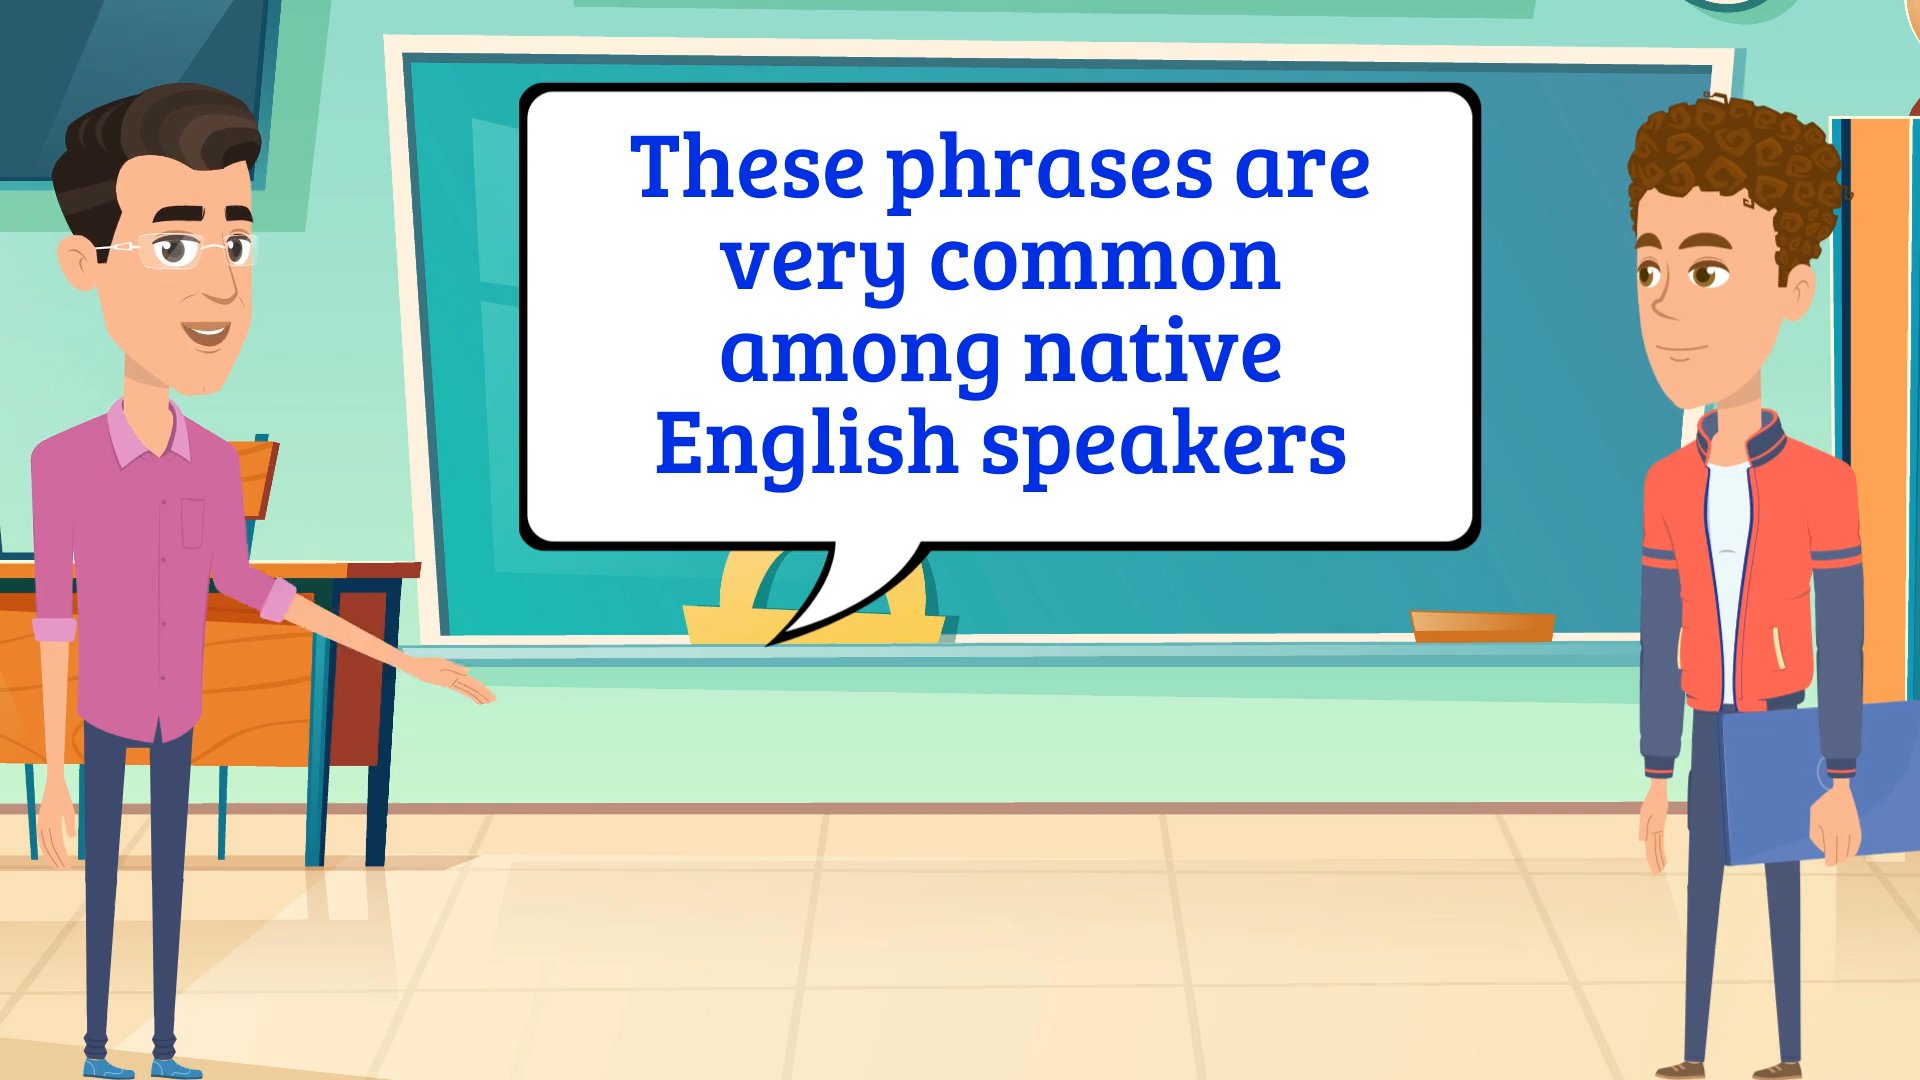 These phrases are
very common
among native
English speakers